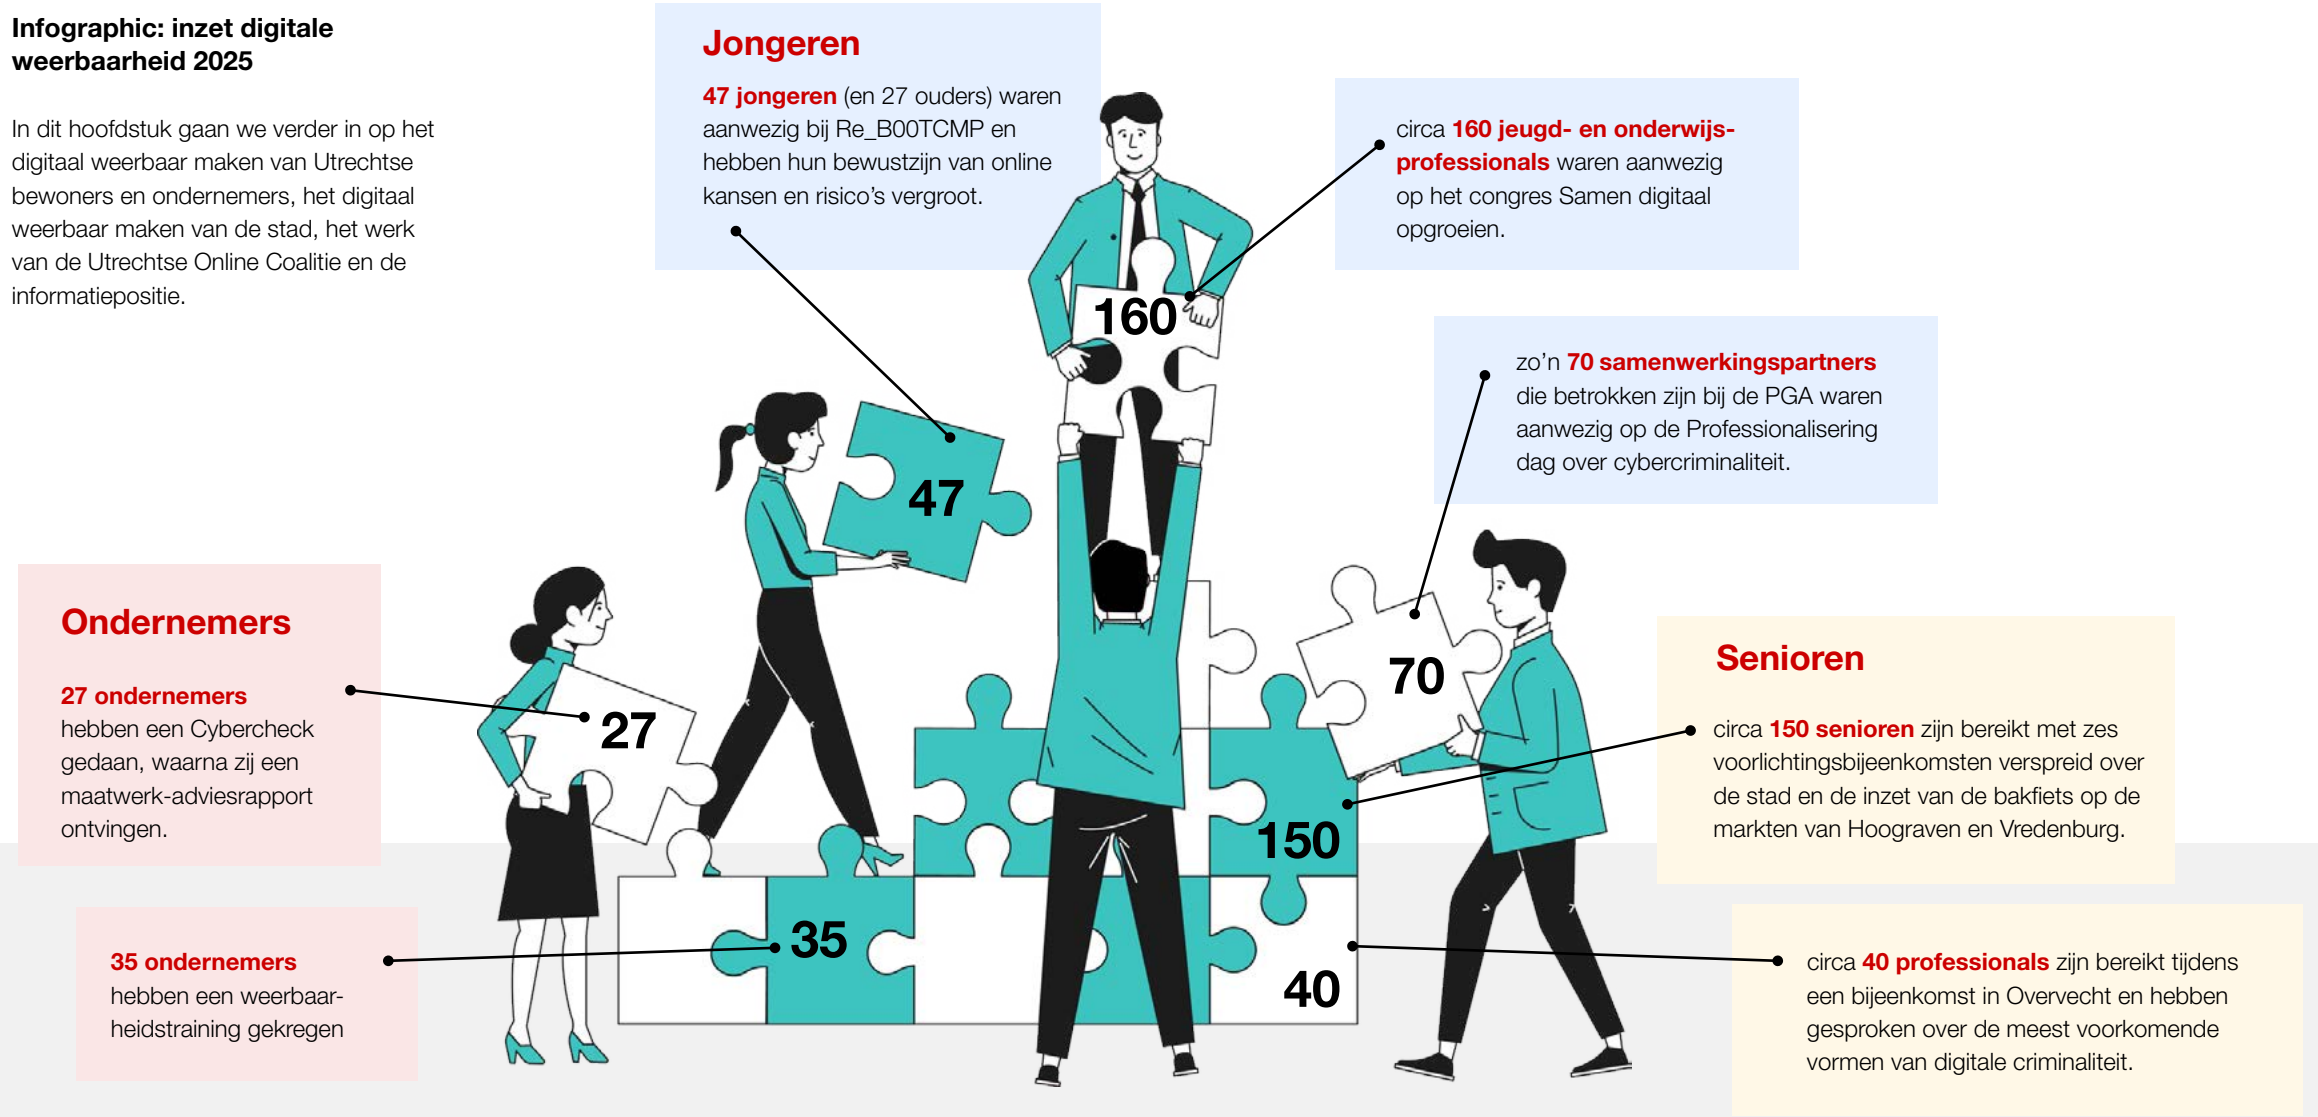 Infographic: inzet digitale
weerbaarheid 2025
In dit hoofdstuk gaan we verder in op het
digitaal weerbaar maken van Utrechtse
bewoners en ondernemers, het digitaal
weerbaar maken van de stad, het werk
van de Utrechtse Online Coalitie en de
informatiepositie.
Jongeren
47 jongeren (en 27 ouders) waren
aanwezig bij Re_B00TCMP en
hebben hun bewustzijn van online
kansen en risico's vergroot.
circa 160 jeugd- en onderwijs-
professionals waren aanwezig
op het congres Samen digitaal
opgroeien.
zo'n 70 samenwerkingspartners
die betrokken zijn bij de PGA waren
aanwezig op de Professionalisering
dag over cybercriminaliteit.
160
47
70
27
150
35
40
Ondernemers
27 ondernemers
hebben een Cybercheck
gedaan, waarna zij een
maatwerk-adviesrapport
ontvingen.
35 ondernemers
hebben een weerbaar-
heidstraining gekregen
Senioren
circa 150 senioren zijn bereikt met zes
voorlichtingsbijeenkomsten verspreid over
de stad en de inzet van de bakfiets op de
markten van Hoograven en Vredenburg.
circa 40 professionals zijn bereikt tijdens
een bijeenkomst in Overvecht en hebben
gesproken over de meest voorkomende
vormen van digitale criminaliteit.